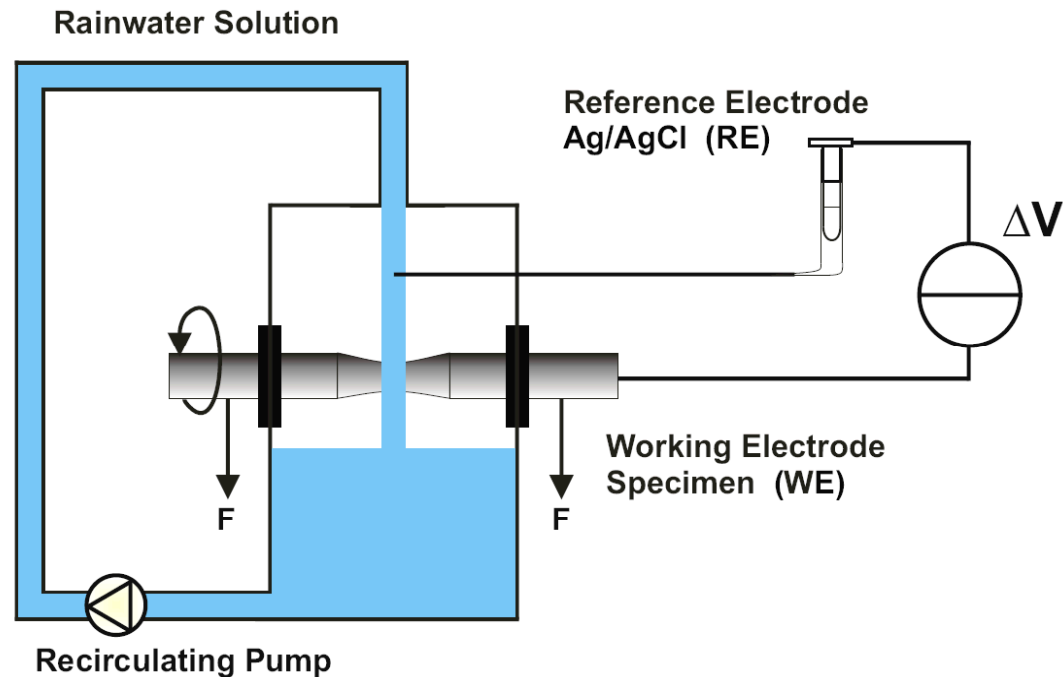 Rainwater Solution
Reference Electrode
Ag/AgCl (RE)
ΔV
Working Electrode
Specimen (WE)
F
F
Recirculating Pump